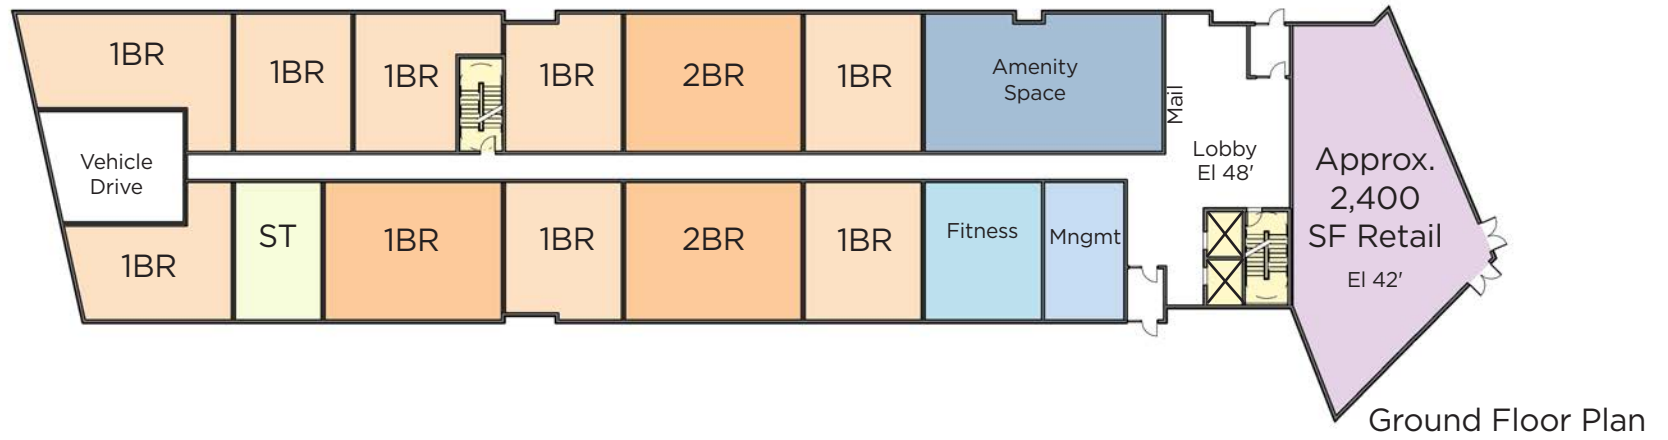 1BR
1BR
1BR
1BR
2BR
1BR
Amenity
Space
Mail
Lobby
El 48'
Vehicle
Drive
1BR
ST
1BR
1BR
2BR
1BR
Fitness
Mngmt
Approx.
2,400
SF Retail
El 42'
Ground Floor Plan